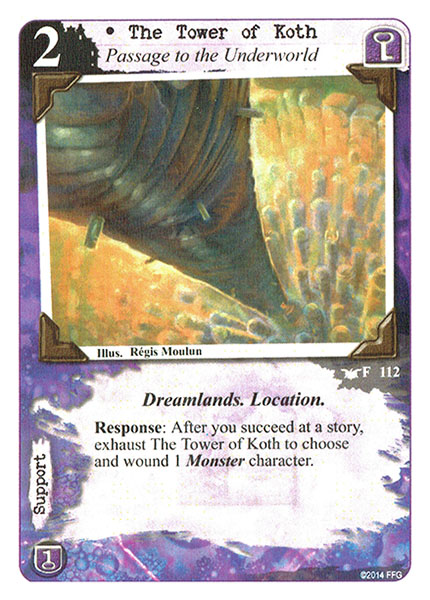 2
• The Tower of Koth
Passage to the Underworld
Illus. Régis Moulun
F 112
Dreamlands. Location.
Response: After you succeed at a story,
exhaust The Tower of Koth to choose
and wound 1 Monster character.
Support
1
©2014 FFG